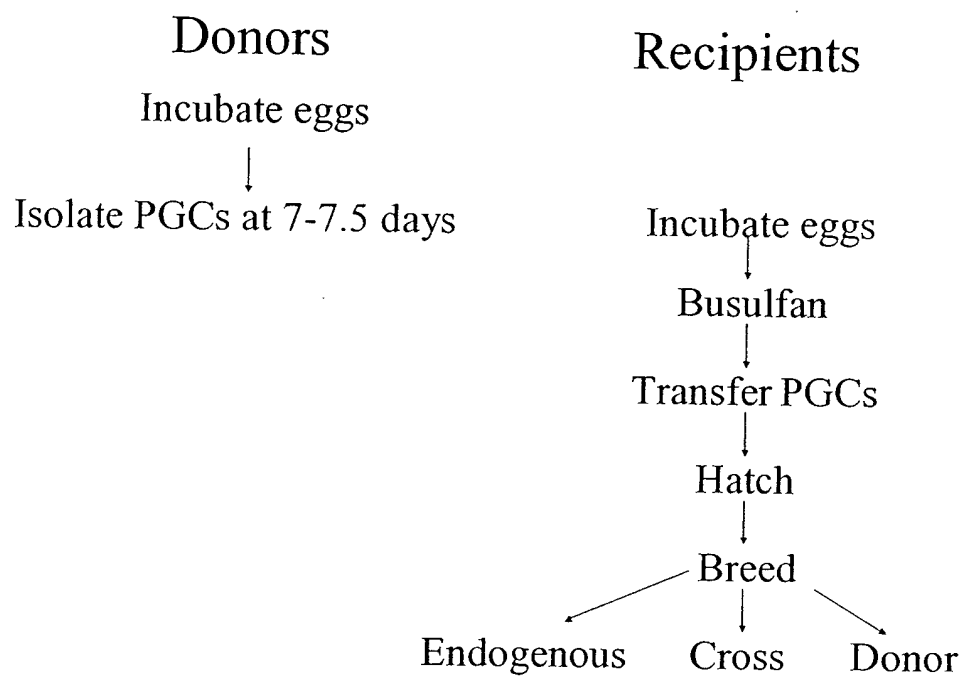 Donors
Incubate eggs
Isolate PGCs at 7-7.5 days
Recipients
Incubate eggs
Busulfan
Transfer PGCs
Hatch
Breed
Endogenous Cross Donor